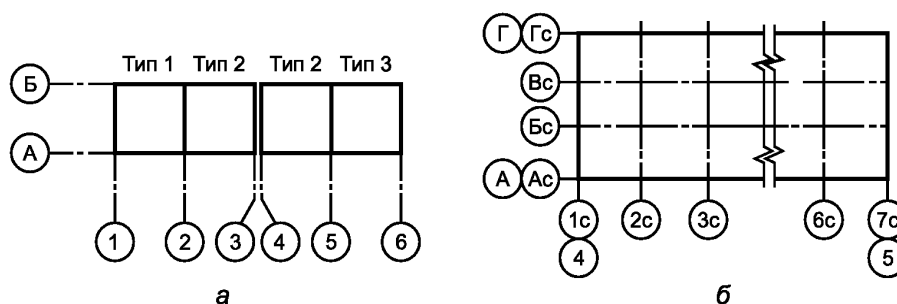 Тип 1 Тип 2 Тип 2 Тип 3
Б
А
1 2 3 4 5 6
а
Г Гс
Вс
Бс
А Ас
1с 2с 3с 6с 7с
4 5
б